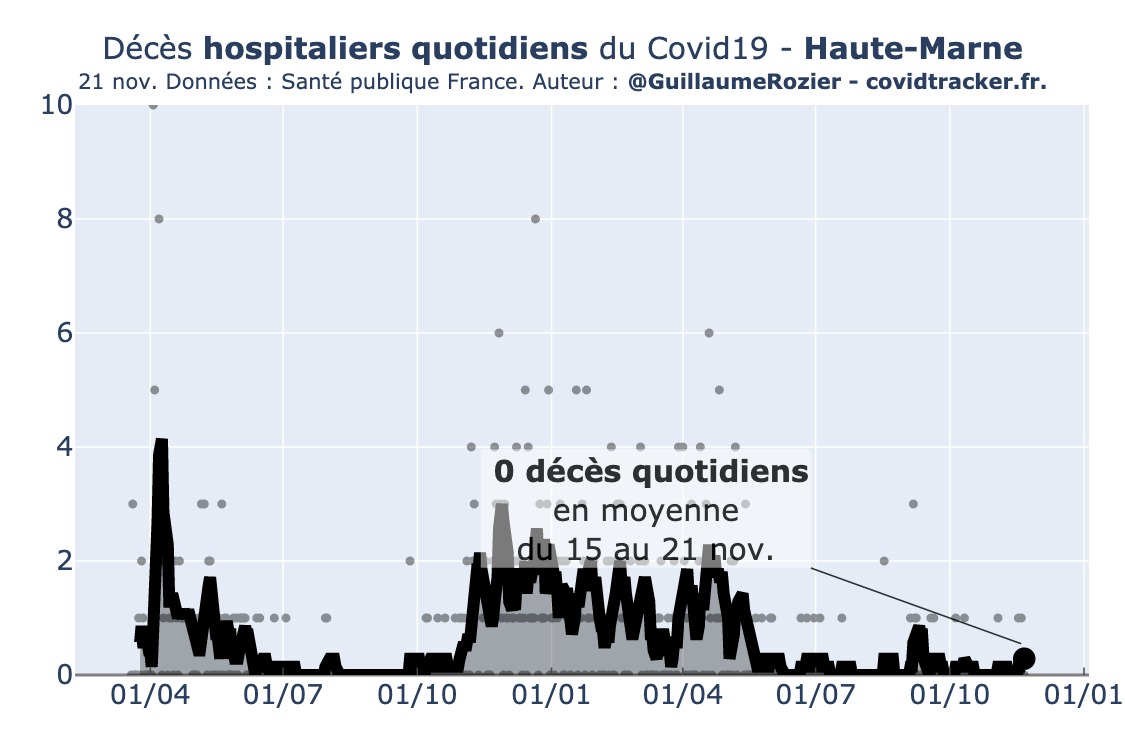 Décès hospitaliers quotidiens du Covid19 - Haute-Marne
21 nov. Données : Santé publique France. Auteur : @GuillaumeRozier - covidtracker.fr.
10
8
6
4
2
0
0 décès quotidiens
en moyenne
du 15 au 21 nov.
01/04 01/07 01/10 01/01 01/04 01/07 01/10 01/01